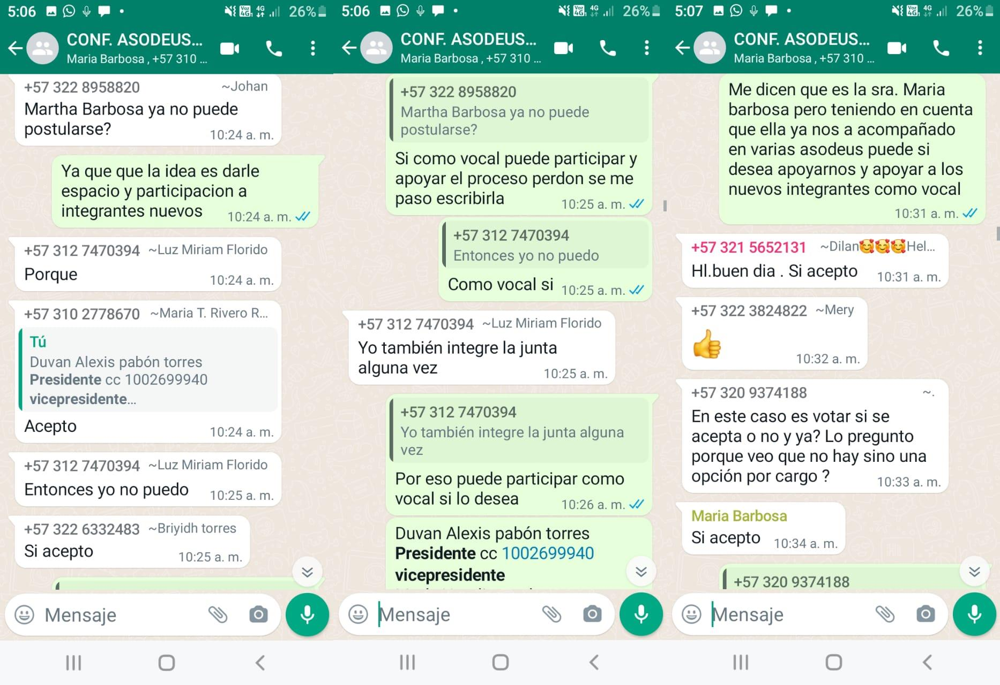 5:06
26%
CONF. ASODEUS...
Maria Barbosa , +57 310 ...
+57 322 8958820 ~Johan
Martha Barbosa ya no puede
postularse?
10:24 a. m.
Ya que que la idea es darle
espacio y participacion a
integrantes nuevos
10:24 a. m.
+57 312 7470394 ~Luz Miriam Florido
Porque
10:24 a. m.
+57 310 2778670 ~Maria T. Rivero R...
Tú
Duvan Alexis pabón torres
Presidente cc 1002699940
vicepresidente...
Acepto
10:24 a. m.
+57 312 7470394 ~Luz Miriam Florido
Entonces yo no puedo
10:25 a. m.
+57 322 6332483 ~Briyidh torres
Si acepto
10:25 a. m.
Mensaje
5:06
26%
CONF. ASODEUS...
Maria Barbosa , +57 310 ...
+57 322 8958820
Martha Barbosa ya no puede
postularse?
Si como vocal puede participar y
apoyar el proceso perdon se me
paso escribirla
10:25 a. m.
+57 312 7470394
Entonces yo no puedo
Como vocal si
10:25 a. m.
+57 312 7470394 ~Luz Miriam Florido
Yo también integre la junta
alguna vez
10:25 a. m.
+57 312 7470394
Yo también integre la junta alguna
vez
Por eso puede participar como
vocal si lo desea
10:26 a. m.
Duvan Alexis pabón torres
Presidente cc 1002699940
vicepresidente
Mensaje
5:07
26%
CONF. ASODEUS...
Maria Barbosa , +57 310 ...
Me dicen que es la sra. Maria
barbosa pero teniendo en cuenta
que ella ya nos a acompañado
en varias asodeus puede si
desea apoyarnos y apoyar a los
nuevos integrantes como vocal
10:31 a. m.
+57 321 5652131 ~Dilan🥰🥰🥰Hel...
Hl.buen dia . Si acepto
10:31 a. m.
+57 322 3824822 ~Mery
👍
10:32 a. m.
+57 320 9374188 ~.
En este caso es votar si se
acepta o no y ya? Lo pregunto
porque veo que no hay sino una
opción por cargo ?
10:33 a. m.
Maria Barbosa
Si acepto
10:34 a. m.
+57 320 9374188
Mensaje